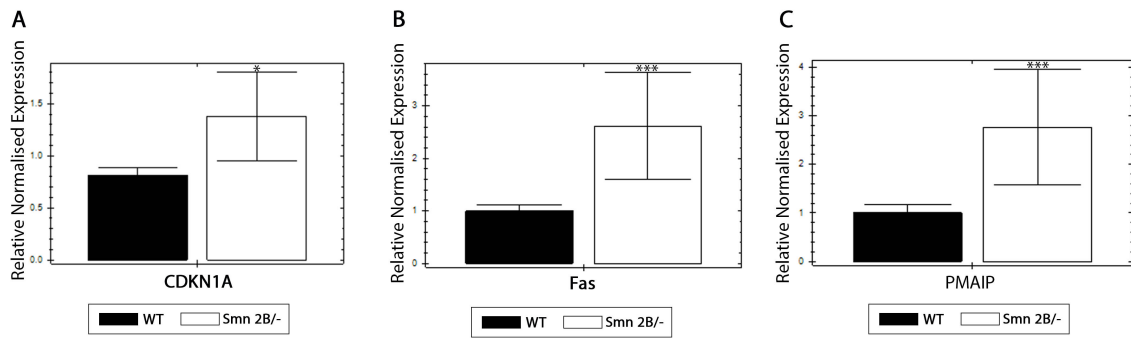 A
Relative Normalised Expression
1.5
1.0
0.5
0.0
*
CDKN1A
WT
Smn 2B/-
B
Relative Normalised Expression
3
2
1
0
***
Fas
WT
Smn 2B/-
C
Relative Normalised Expression
4
3
2
1
0
***
PMAIP
WT
Smn 2B/-